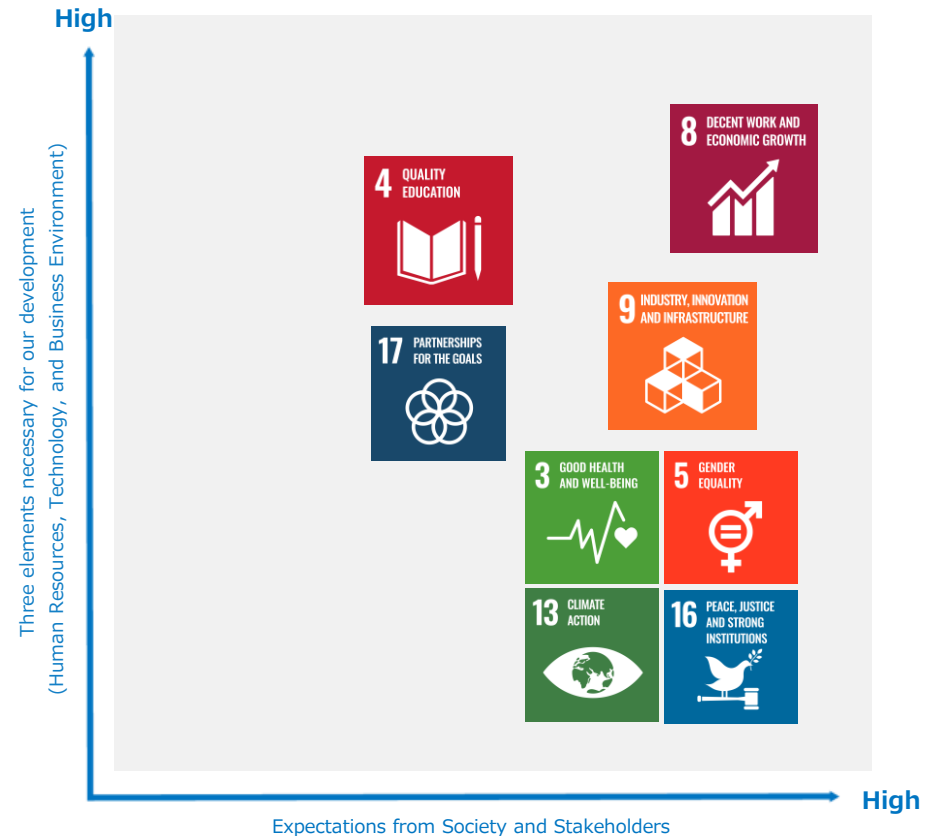 High
Three elements necessary for our development
(Human Resources, Technology, and Business Environment)
8 DECENT WORK AND
ECONOMIC GROWTH
4 QUALITY
EDUCATION
9 INDUSTRY, INNOVATION
AND INFRASTRUCTURE
17 PARTNERSHIPS
FOR THE GOALS
3 GOOD HEALTH
AND WELL-BEING
5 GENDER
EQUALITY
13 CLIMATE
ACTION
16 PEACE, JUSTICE
AND STRONG
INSTITUTIONS
High
Expectations from Society and Stakeholders